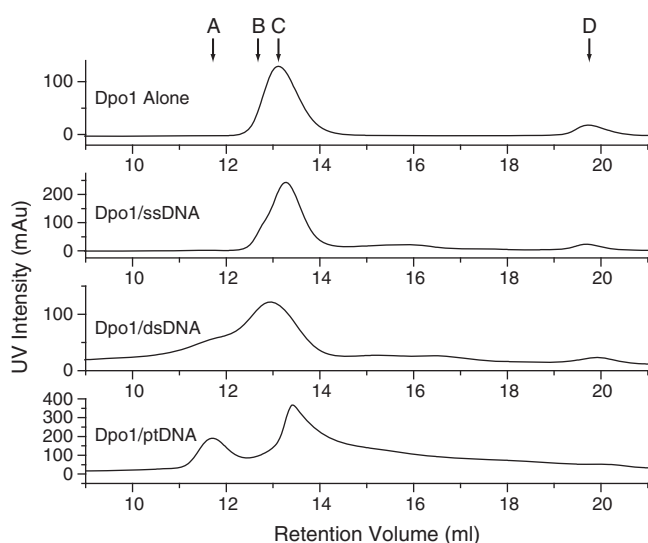 A B C D
100
0
Dpo1 Alone
10 12 14 16 18 20
200
100
0
Dpo1/ssDNA
10 12 14 16 18 20
100
0
Dpo1/dsDNA
10 12 14 16 18 20
400
300
200
100
0
Dpo1/ptDNA
10 12 14 16 18 20
UV Intensity (mAu)
Retention Volume (ml)